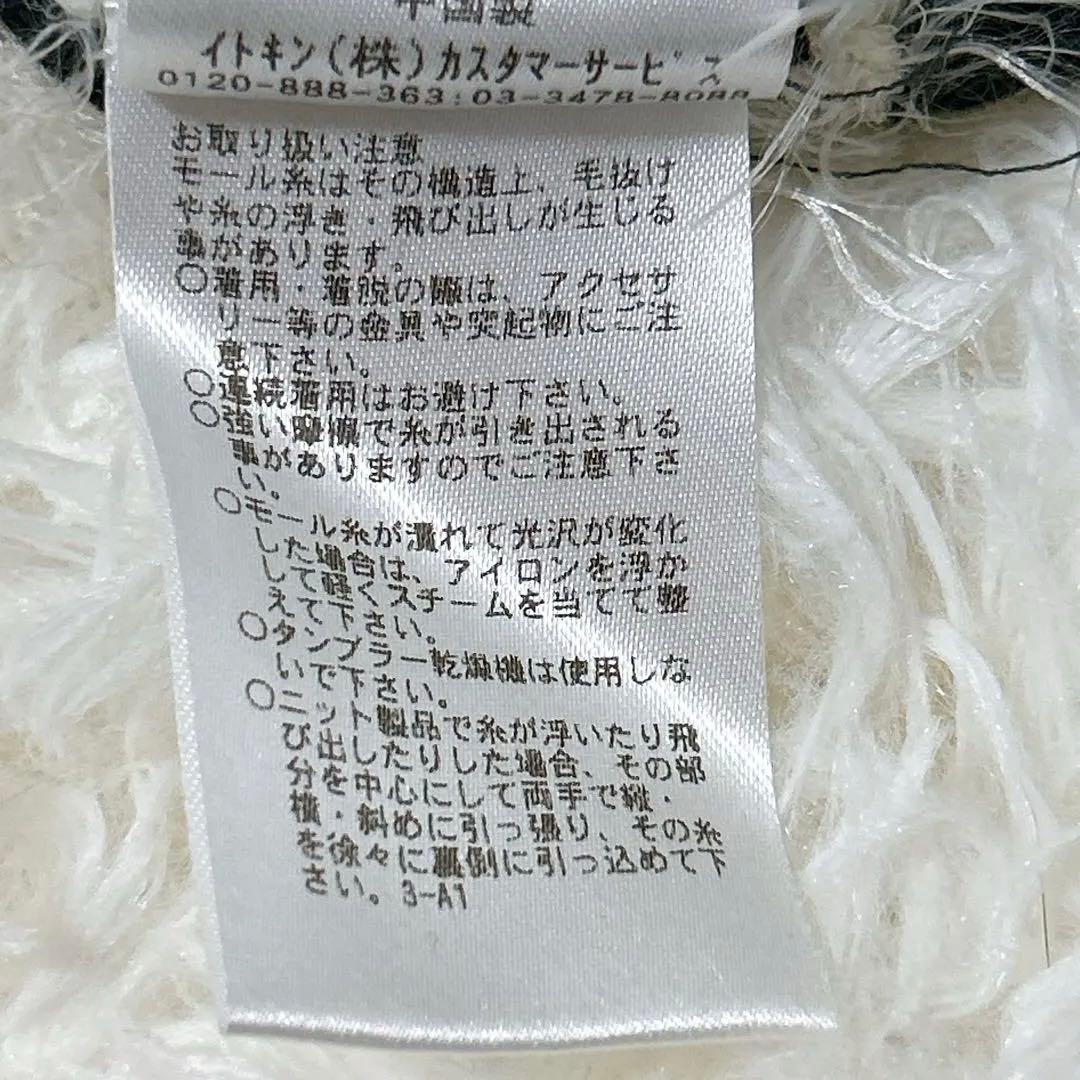 中国製
イトキン(株)カスタマーサービス
0120-888-363:03-3478-8088
お取り扱い注意
モール糸はその構造上、毛抜け
や糸の浮き・飛び出しが生じる
事があります。
○着用・着脱の際は、アクセサ
リー等の金具や突起物にご注
意下さい。
○連続着用はお避け下さい。
○強い摩擦で糸が引き出される
事がありますのでご注意下さ
い。
○モール糸が潰れて光沢が変化
した場合は、アイロンを浮か
して軽くスチームを当てて整
えて下さい。
○タンブラー乾燥機は使用しな
いで下さい。
○ニット製品で糸が浮いたり飛
び出したりした場合、その部
分を中心にして両手で縦・
横・斜めに引っ張り、その糸
を徐々に裏側に引っ込めて下
さい。3-A1